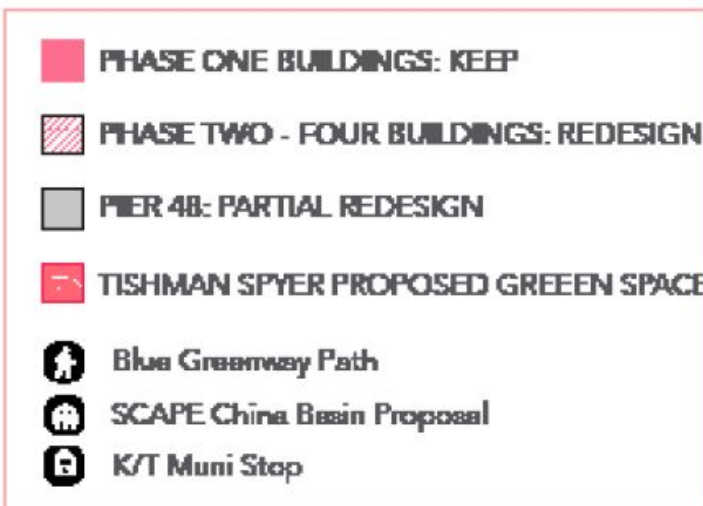 PHASE ONE BUILDINGS: KEEP
PHASE TWO - FOUR BUILDINGS: REDESIGN
PIER 48: PARTIAL REDESIGN
TISHMAN SPYER PROPOSED GREEEN SPACE
Blue Greenway Path
SCAPE China Basin Proposal
K/T Muni Stop